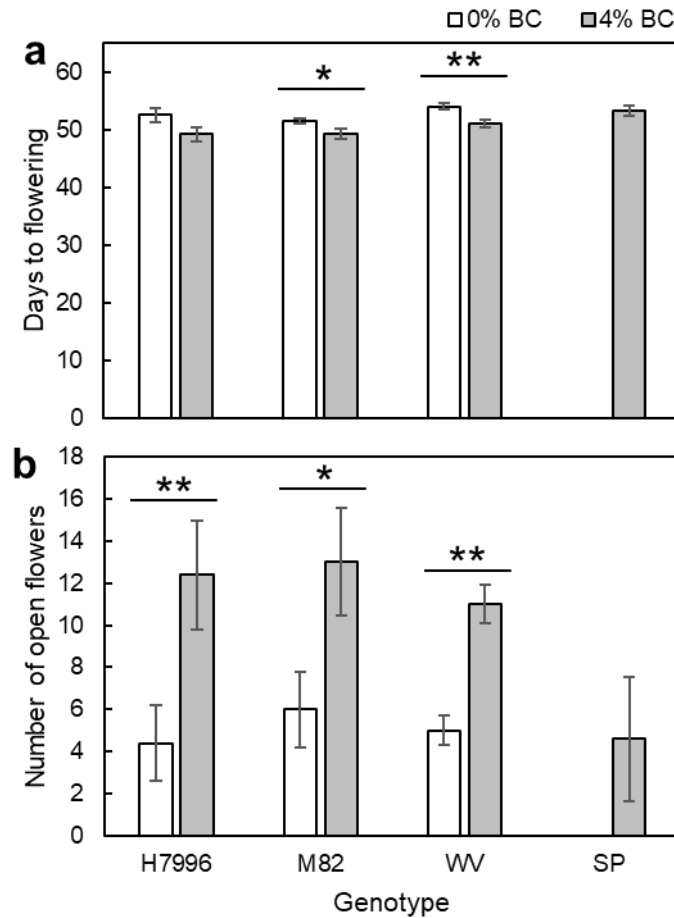 0% BC 4% BC
a
* **
60
50
40
30
20
10
0
Days to flowering
b
** * **
18
16
14
12
10
8
6
4
2
0
Number of open flowers
H7996 M82 WV SP
Genotype